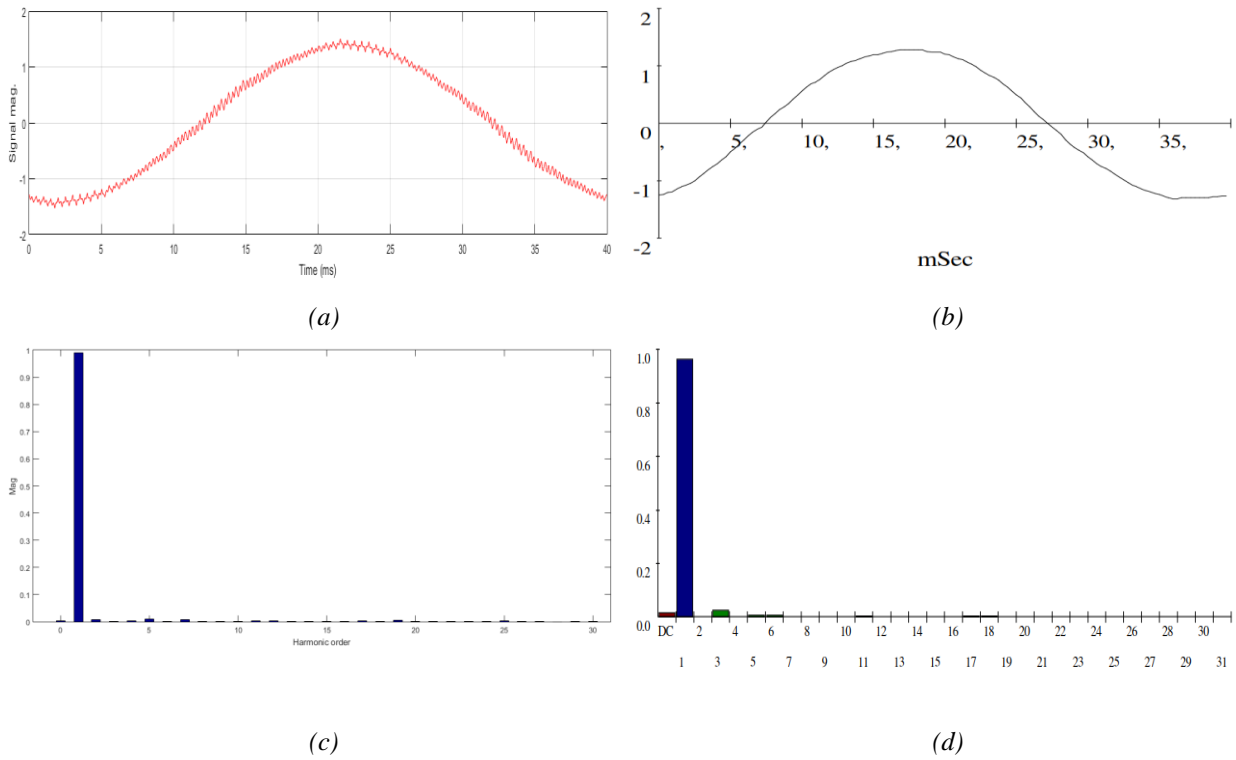 2
1
0
-1
-2
Signal mag.
0 5 10 15 20 25 30 35 40
Time (ms)
(a)
2
1
0
-1
-2
, 5, 10, 15, 20, 25, 30, 35,
mSec
(b)
1
0.9
0.8
0.7
0.6
0.5
0.4
0.3
0.2
0.1
0
Mag
0 5 10 15 20 25 30
Harmonic order
(c)
1.0
0.8
0.6
0.4
0.2
0.0
DC 2 4 6 8 10 12 14 16 18 20 22 24 26 28 30
1 3 5 7 9 11 13 15 17 19 21 23 25 27 29 31
(d)